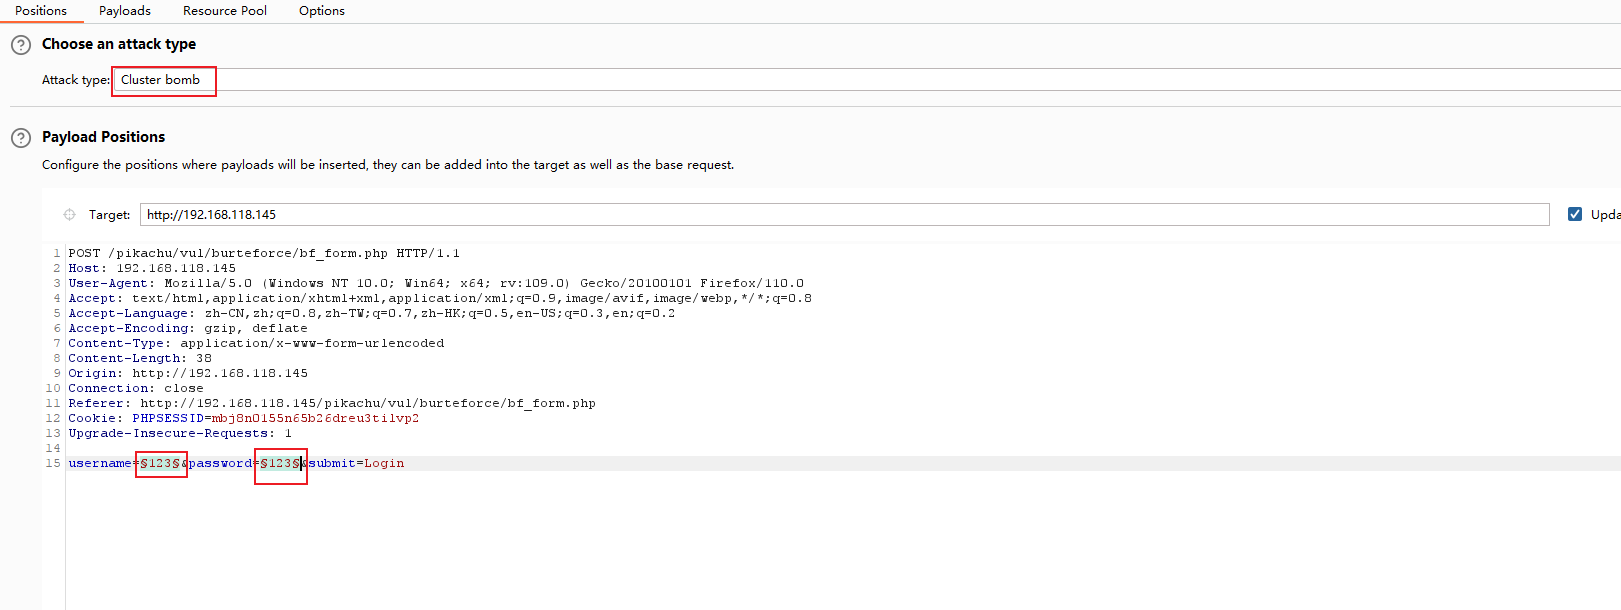 Positions Payloads Resource Pool Options
Choose an attack type
Attack type: Cluster bomb
Payload Positions
Configure the positions where payloads will be inserted, they can be added into the target as well as the base request.
Target: http://192.168.118.145 Upda
1 POST /pikachu/vul/burteforce/bf_form.php HTTP/1.1
2 Host: 192.168.118.145
3 User-Agent: Mozilla/5.0 (Windows NT 10.0; Win64; x64; rv:109.0) Gecko/20100101 Firefox/110.0
4 Accept: text/html,application/xhtml+xml,application/xml;q=0.9,image/avif,image/webp,*/*;q=0.8
5 Accept-Language: zh-CN,zh;q=0.8,zh-TW;q=0.7,zh-HK;q=0.5,en-US;q=0.3,en;q=0.2
6 Accept-Encoding: gzip, deflate
7 Content-Type: application/x-www-form-urlencoded
8 Content-Length: 38
9 Origin: http://192.168.118.145
10 Connection: close
11 Referer: http://192.168.118.145/pikachu/vul/burteforce/bf_form.php
12 Cookie: PHPSESSID=mbj8n0155n65b26dreu3tilvp2
13 Upgrade-Insecure-Requests: 1
14
15 username=§123§&password=§123§&submit=Login